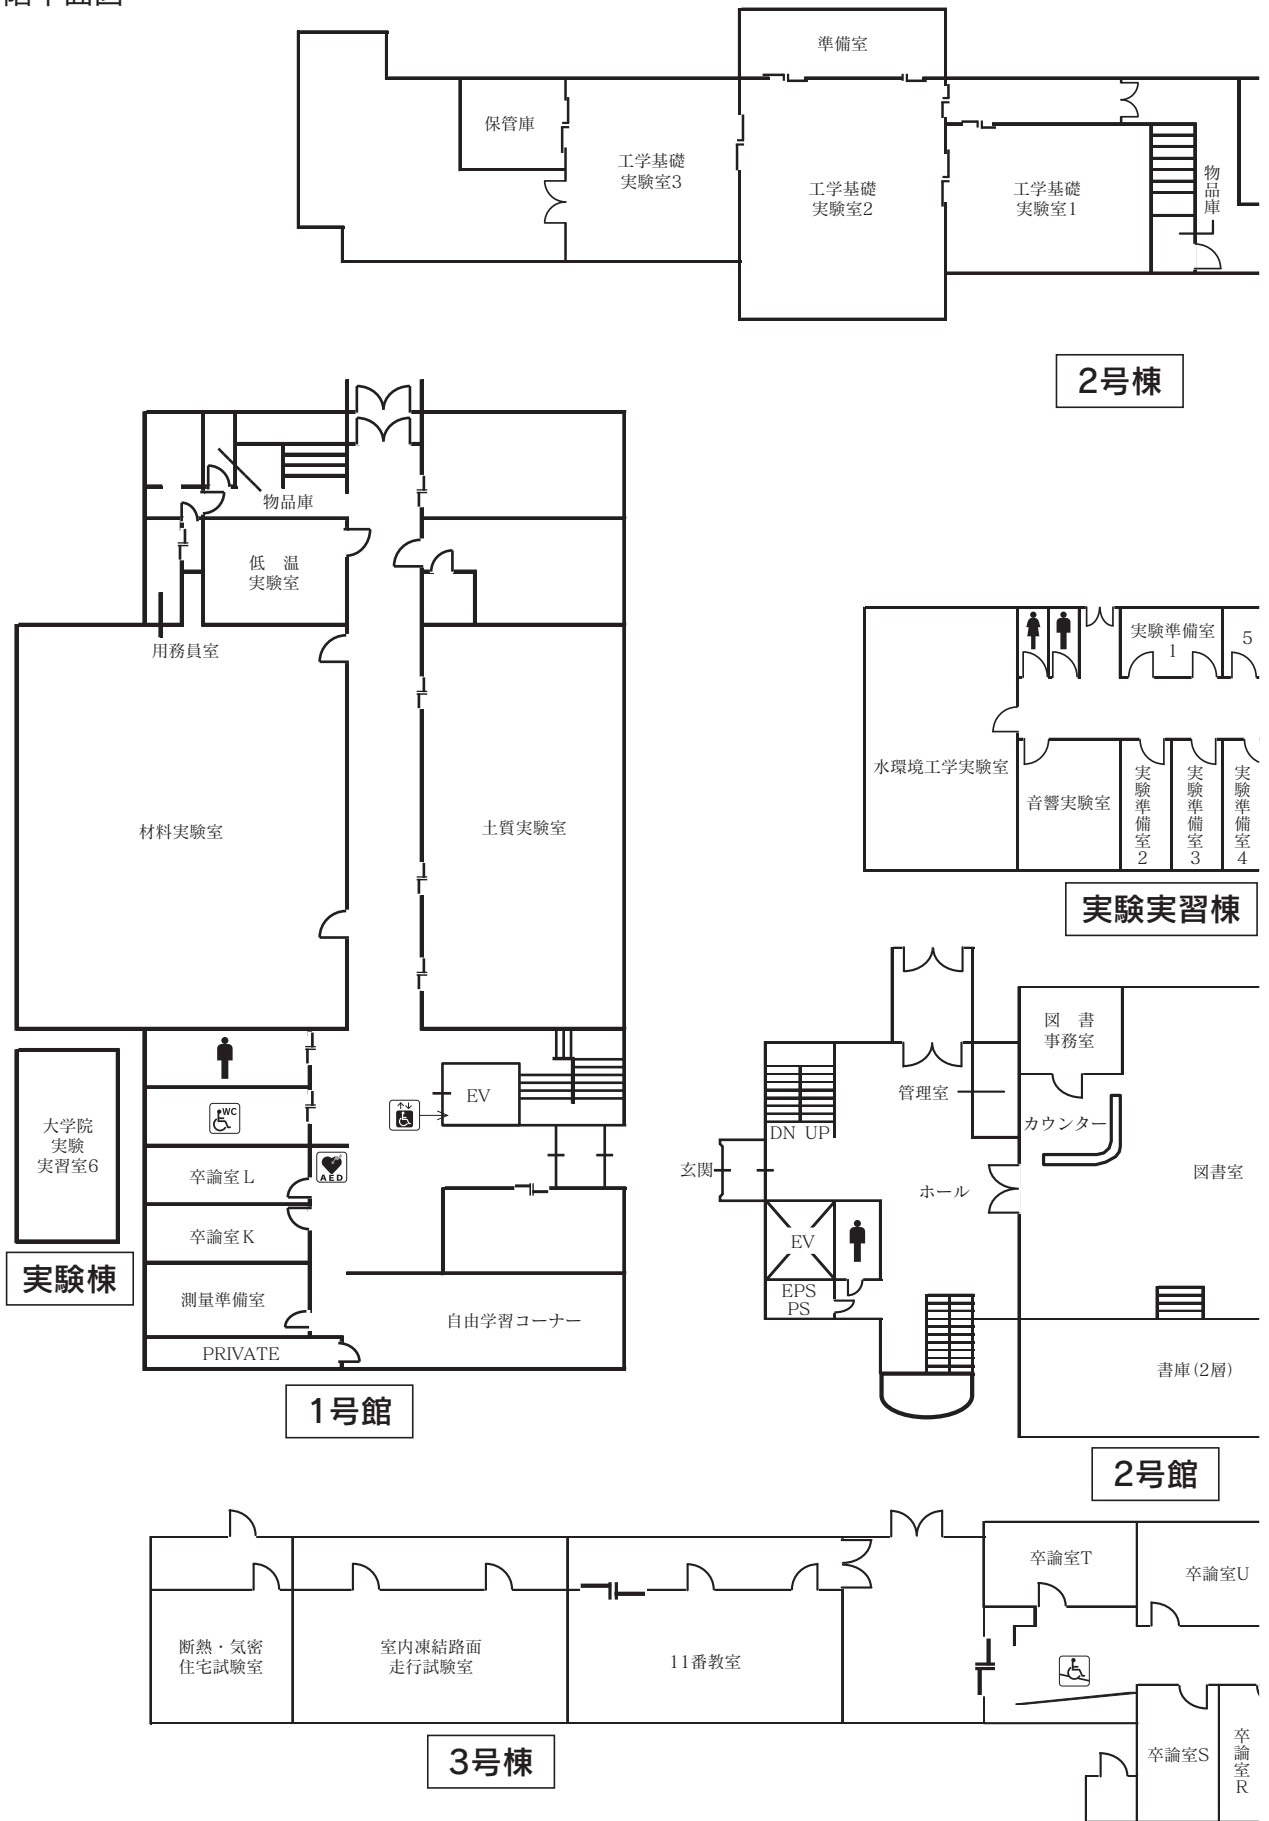 階平面図
準備室
保管庫
工学基礎
実験室3
工学基礎
実験室2
工学基礎
実験室1
物品庫
2号棟
物品庫
低 温
実験室
用務員室
材料実験室
土質実験室
実験準備室
1
5
水環境工学実験室
音響実験室
実験準備室2
実験準備室3
実験準備室4
実験実習棟
大学院
実験
実習室6
実験棟
WC
EV
卒論室L
AED
卒論室K
測量準備室
自由学習コーナー
PRIVATE
1号館
図 書
事務室
管理室
カウンター
DN UP
玄関
ホール
図書室
EV
EPS
PS
書庫(2層)
2号館
断熱・気密
住宅試験室
室内凍結路面
走行試験室
11番教室
卒論室T
卒論室U
卒論室S
卒論室R
3号棟